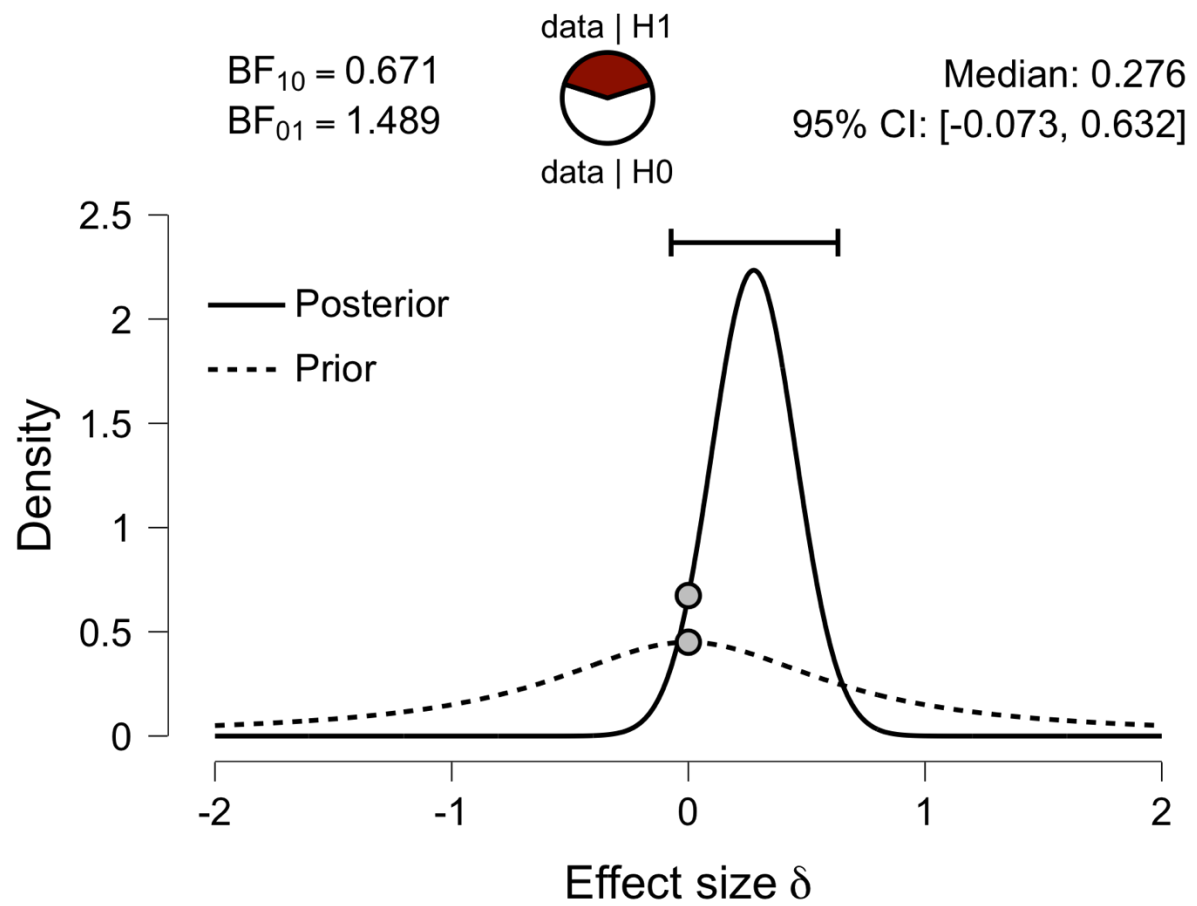 data | H1
BF₁₀ = 0.671
BF₀₁ = 1.489
Median: 0.276
95% CI: [-0.073, 0.632]
data | H0
2.5
2
1.5
1
0.5
0
Density
Posterior
Prior
-2
-1
0
1
2
Effect size δ